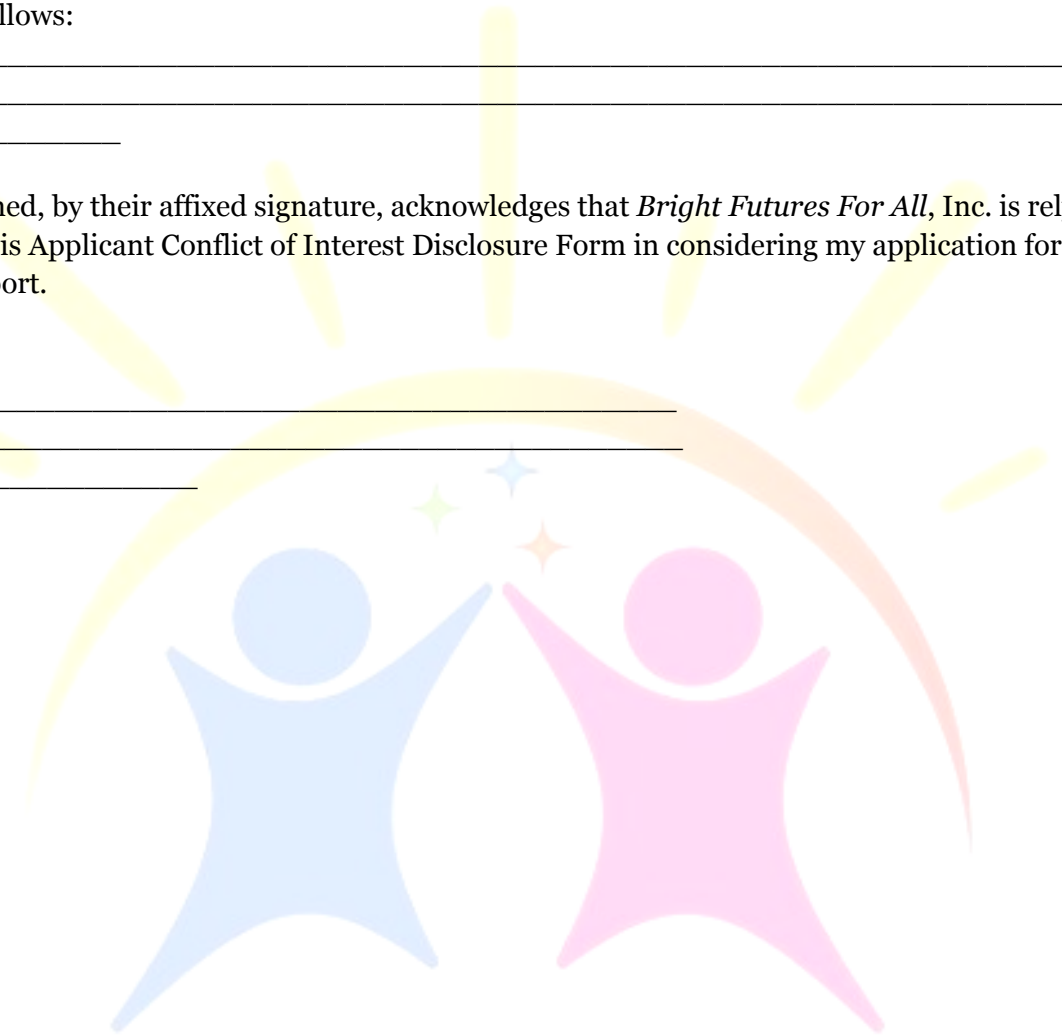 llows:
ned, by their affixed signature, acknowledges that Bright Futures For All, Inc. is rel
is Applicant Conflict of Interest Disclosure Form in considering my application for
port.